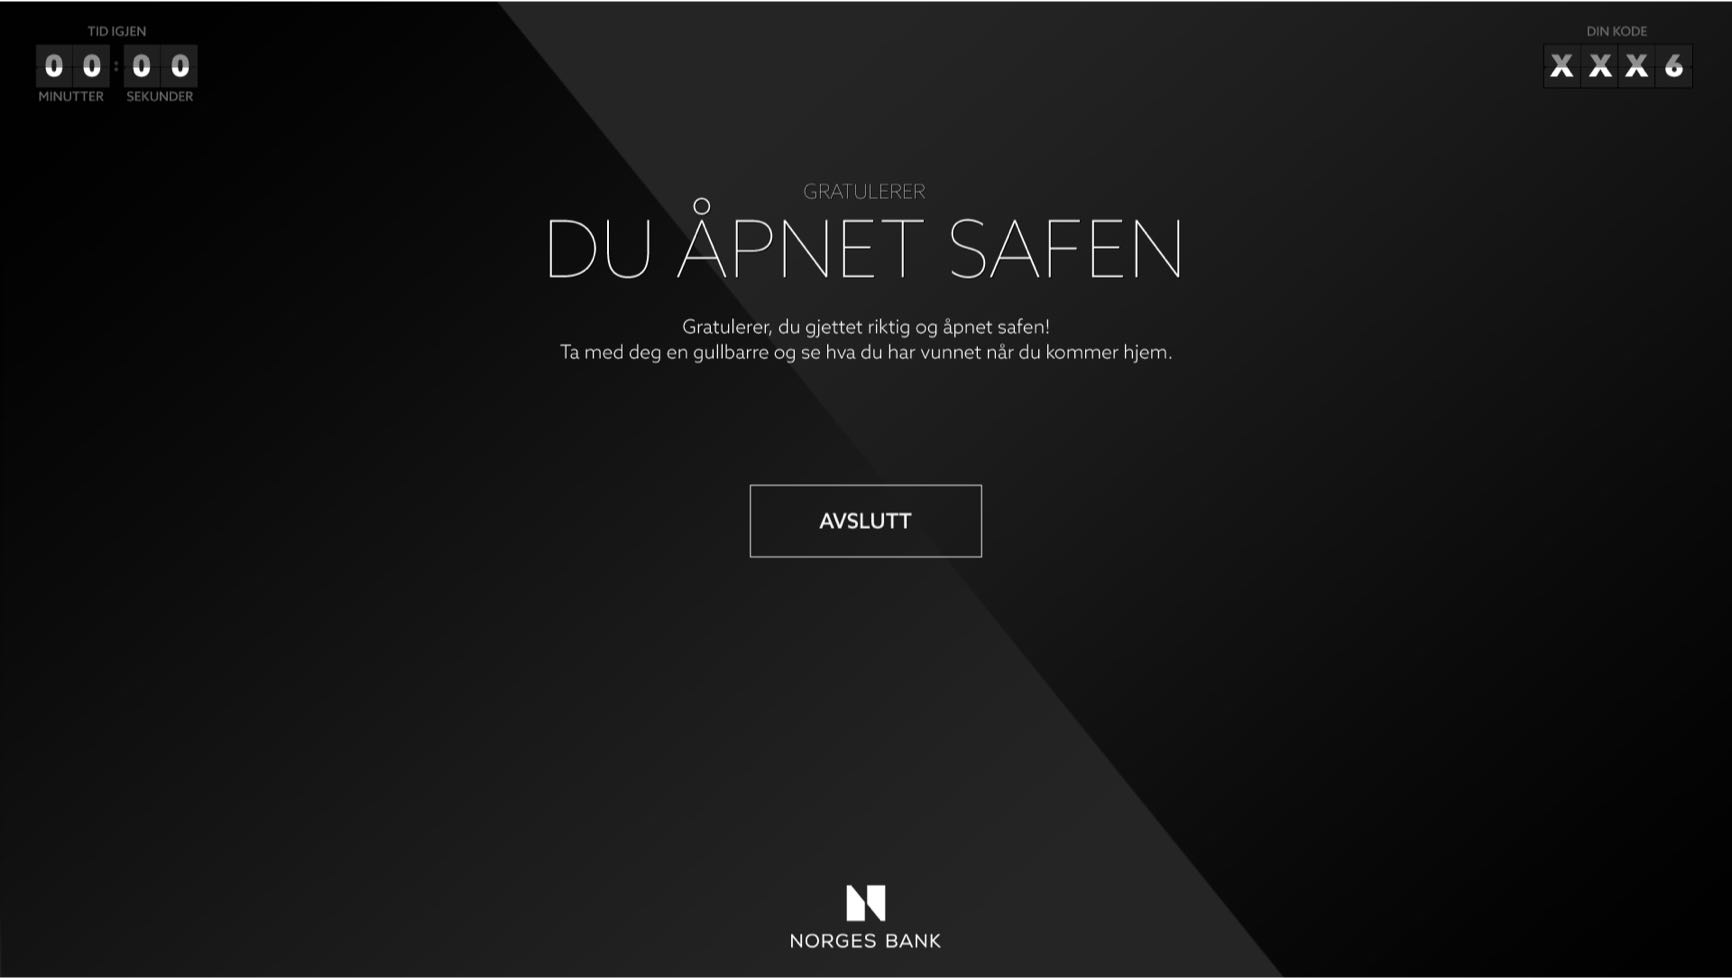 TID IGJEN
00:00
MINUTTER SEKUNDER
DIN KODE
XXX6
GRATULERER
DU ÅPNET SAFEN
Gratulerer, du gjettet riktig og åpnet safen!
Ta med deg en gullbarre og se hva du har vunnet når du kommer hjem.
AVSLUTT
NORGES BANK